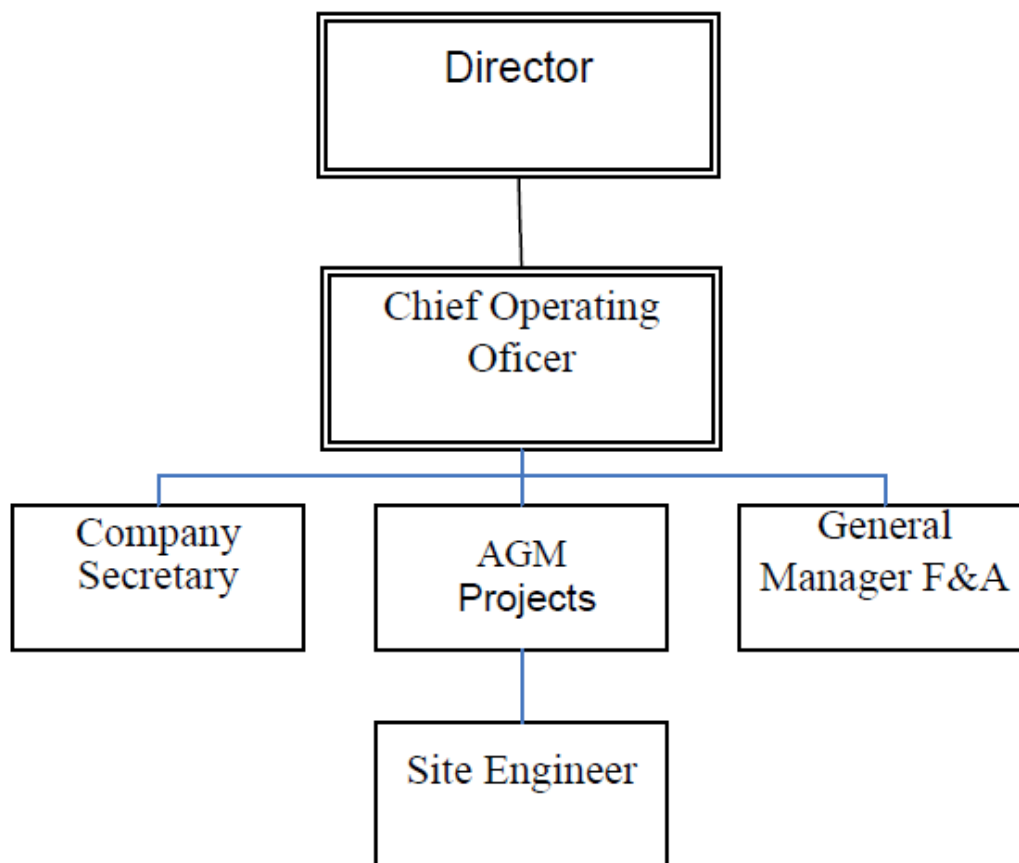 Director
Chief Operating
Oficer
Company
Secretary
AGM
Projects
General
Manager F&A
Site Engineer